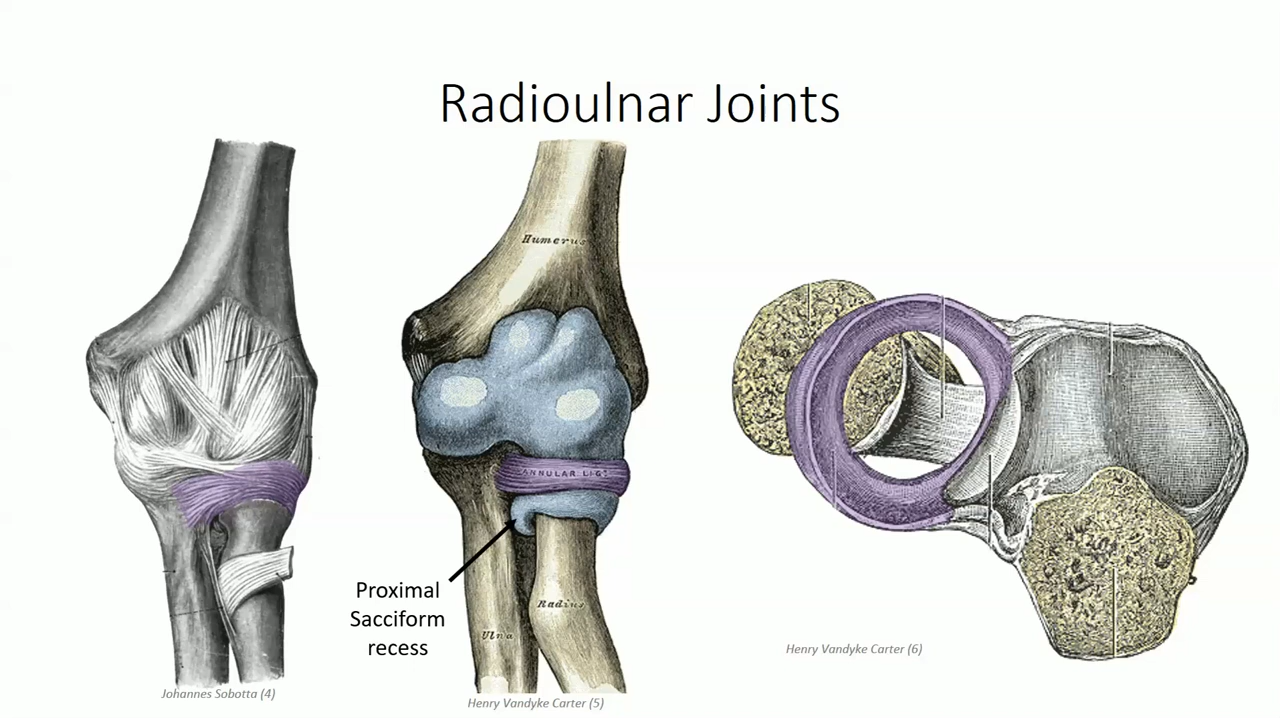 Radioulnar Joints
Humerus
ANNULAR LIGT
Proximal
Sacciform
recess
Radius
Ulna
Johannes Sobotta (4)
Henry Vandyke Carter (5)
Henry Vandyke Carter (6)